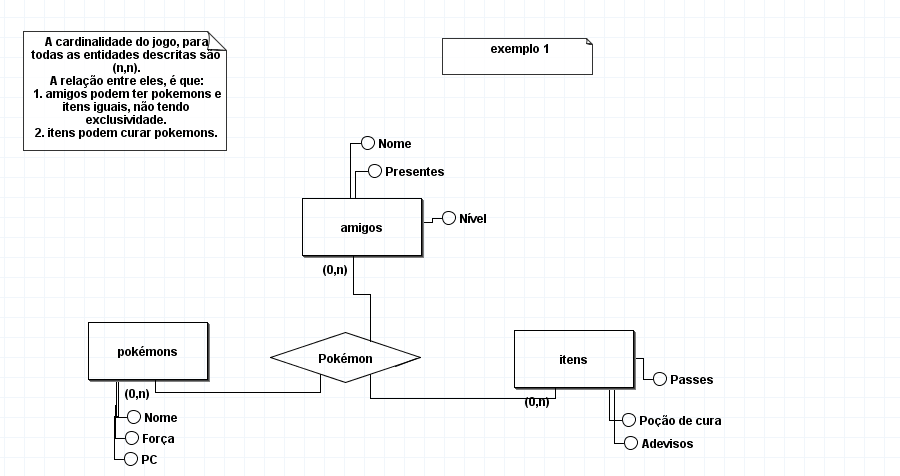 A cardinalidade do jogo, para
todas as entidades descritas são
(n,n).
A relação entre eles, é que:
1. amigos podem ter pokemons e
itens iguais, não tendo
exclusividade.
2. itens podem curar pokemons.
exemplo 1
Nome
Presentes
Nível
amigos
(0,n)
pokémons
Pokémon
itens
(0,n)
(0,n)
Passes
Nome
Força
PC
Poção de cura
Adevisos